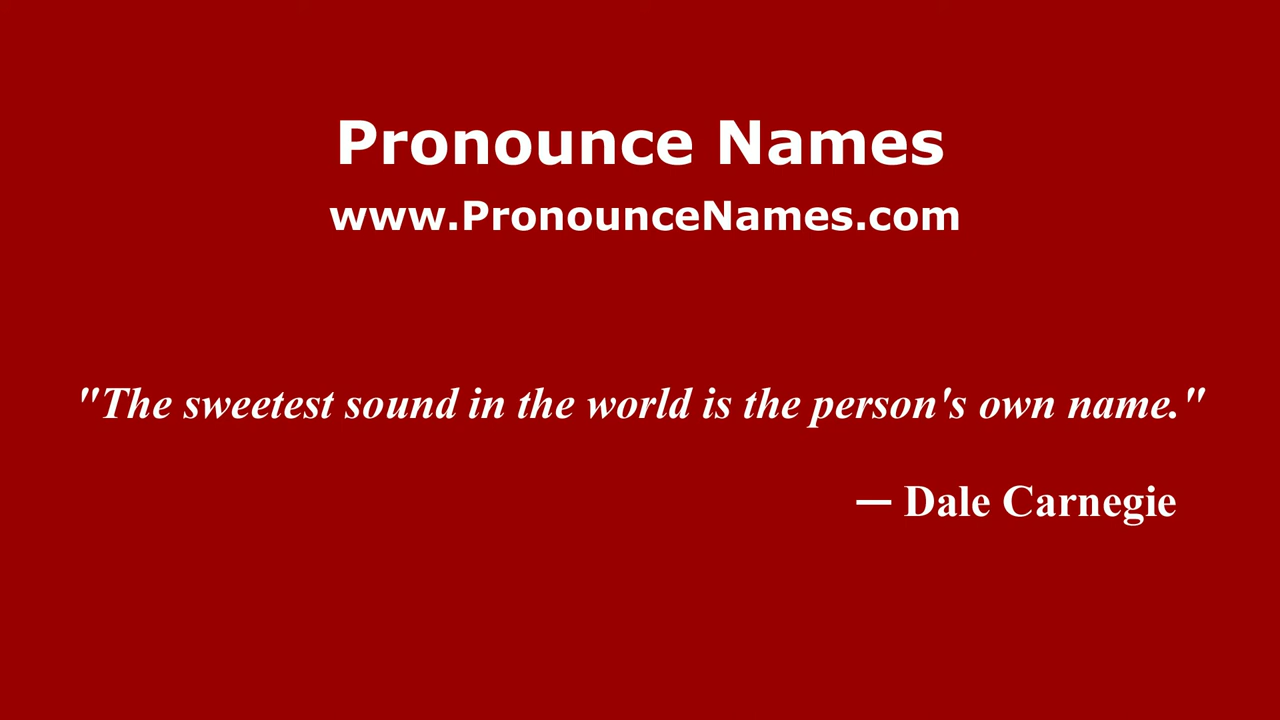 Pronounce Names
www.PronounceNames.com
"The sweetest sound in the world is the person's own name."
— Dale Carnegie